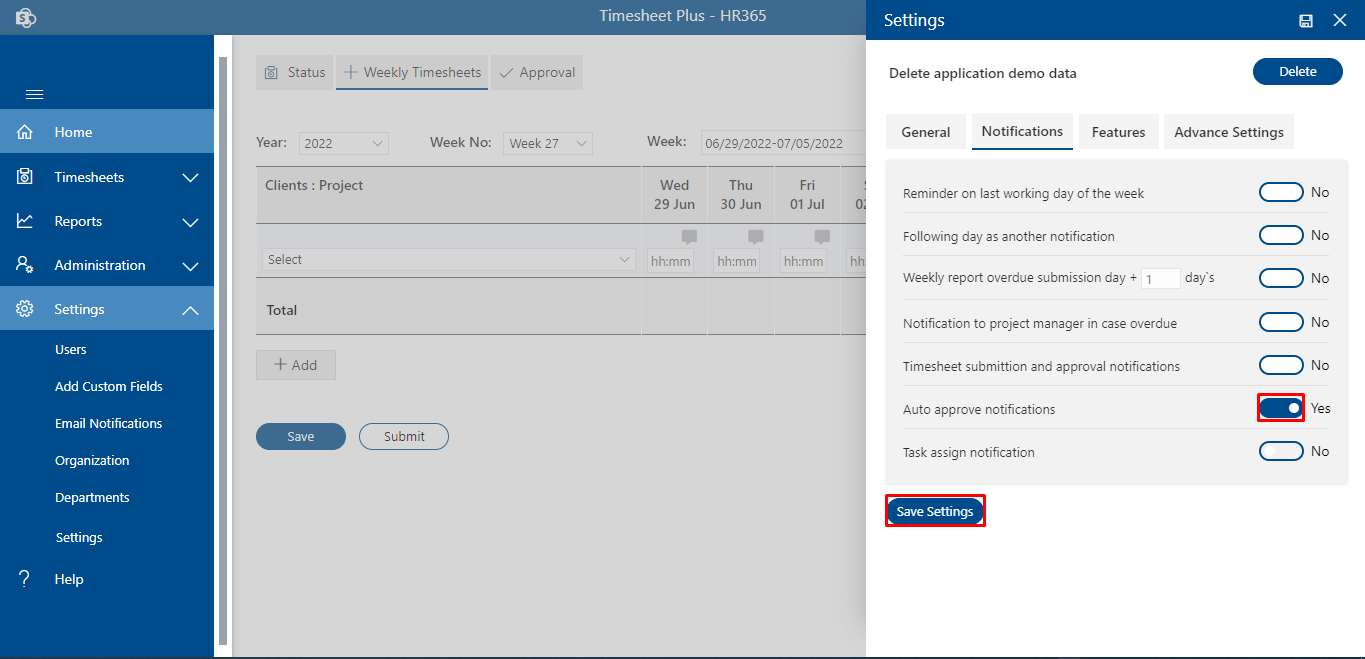 Timesheet Plus - HR365
Home
Timesheets
Reports
Administration
Settings
Users
Add Custom Fields
Email Notifications
Organization
Departments
Settings
? Help
Status
Weekly Timesheets
Approval
Year: 2022
Week No: Week 27
Week: 06/29/2022-07/05/2022
Clients : Project
Wed
29 Jun
Thu
30 Jun
Fri
01 Jul
02
Select
hh:mm
hh:mm
hh:mm
hh:
Total
+ Add
Save
Submit
Settings
Delete application demo data
Delete
General
Notifications
Features
Advance Settings
Reminder on last working day of the week No
Following day as another notification No
Weekly report overdue submission day + 1 day`s No
Notification to project manager in case overdue No
Timesheet submittion and approval notifications No
Auto approve notifications Yes
Task assign notification No
Save Settings